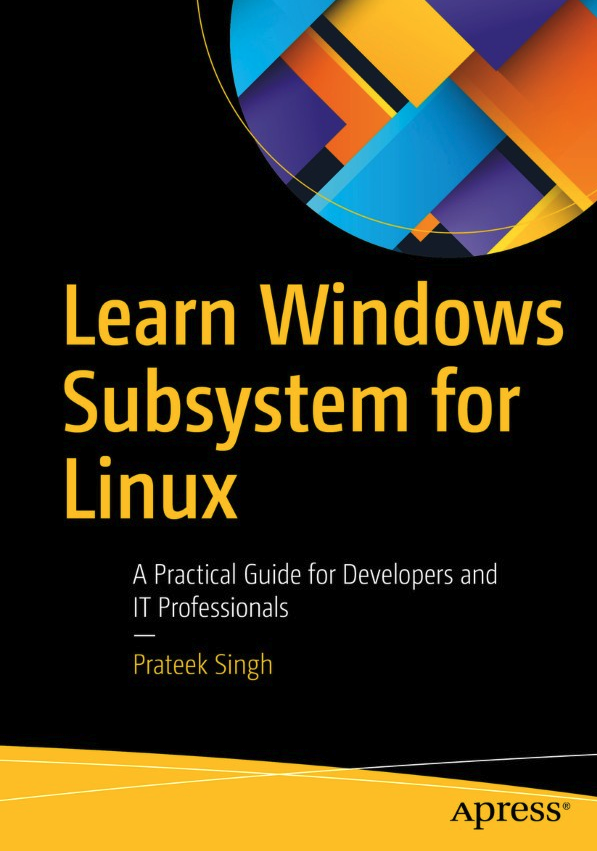 Learn Windows
Subsystem for
Linux
A Practical Guide for Developers and
IT Professionals
Prateek Singh
Apress®